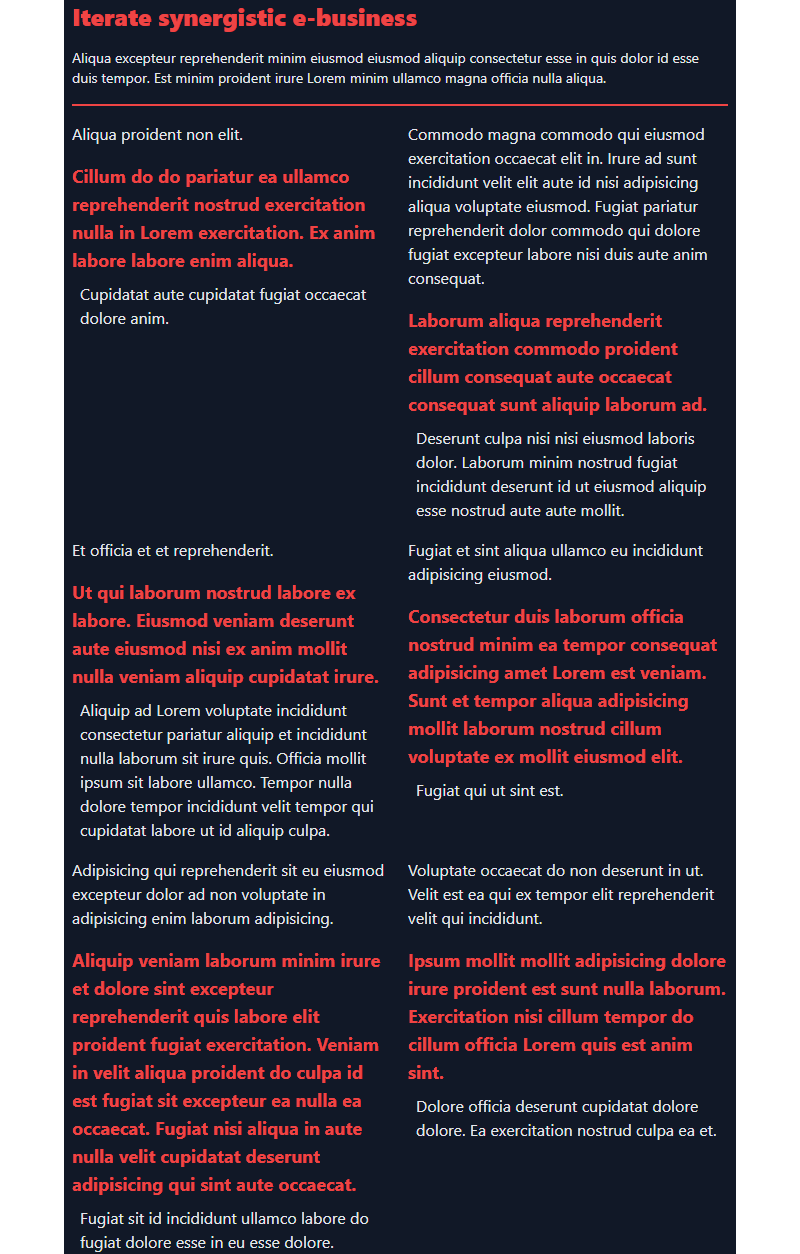 Iterate synergistic e-business
Aliqua excepteur reprehenderit minim eiusmod eiusmod aliquip consectetur esse in quis dolor id esse
duis tempor. Est minim proident irure Lorem minim ullamco magna officia nulla aliqua.
Aliqua proident non elit.
Cillum do do pariatur ea ullamco
reprehenderit nostrud exercitation
nulla in Lorem exercitation. Ex anim
labore labore enim aliqua.
Cupidatat aute cupidatat fugiat occaecat
dolore anim.
Commodo magna commodo qui eiusmod
exercitation occaecat elit in. Irure ad sunt
incididunt velit elit aute id nisi adipisicing
aliqua voluptate eiusmod. Fugiat pariatur
reprehenderit dolor commodo qui dolore
fugiat excepteur labore nisi duis aute anim
consequat.
Laborum aliqua reprehenderit
exercitation commodo proident
cillum consequat aute occaecat
consequat sunt aliquip laborum ad.
Deserunt culpa nisi nisi eiusmod laboris
dolor. Laborum minim nostrud fugiat
incididunt deserunt id ut eiusmod aliquip
esse nostrud aute aute mollit.
Et officia et et reprehenderit.
Ut qui laborum nostrud labore ex
labore. Eiusmod veniam deserunt
aute eiusmod nisi ex anim mollit
nulla veniam aliquip cupidatat irure.
Aliquip ad Lorem voluptate incididunt
consectetur pariatur aliquip et incididunt
nulla laborum sit irure quis. Officia mollit
ipsum sit labore ullamco. Tempor nulla
dolore tempor incididunt velit tempor qui
cupidatat labore ut id aliquip culpa.
Fugiat et sint aliqua ullamco eu incididunt
adipisicing eiusmod.
Consectetur duis laborum officia
nostrud minim ea tempor consequat
adipisicing amet Lorem est veniam.
Sunt et tempor aliqua adipisicing
mollit laborum nostrud cillum
voluptate ex mollit eiusmod elit.
Fugiat qui ut sint est.
Adipisicing qui reprehenderit sit eu eiusmod
excepteur dolor ad non voluptate in
adipisicing enim laborum adipisicing.
Aliquip veniam laborum minim irure
et dolore sint excepteur
reprehenderit quis labore elit
proident fugiat exercitation. Veniam
in velit aliqua proident do culpa id
est fugiat sit excepteur ea nulla ea
occaecat. Fugiat nisi aliqua in aute
nulla velit cupidatat deserunt
adipisicing qui sint aute occaecat.
Fugiat sit id incididunt ullamco labore do
fugiat dolore esse in eu esse dolore.
Voluptate occaecat do non deserunt in ut.
Velit est ea qui ex tempor elit reprehenderit
velit qui incididunt.
Ipsum mollit mollit adipisicing dolore
irure proident est sunt nulla laborum.
Exercitation nisi cillum tempor do
cillum officia Lorem quis est anim
sint.
Dolore officia deserunt cupidatat dolore
dolore. Ea exercitation nostrud culpa ea et.